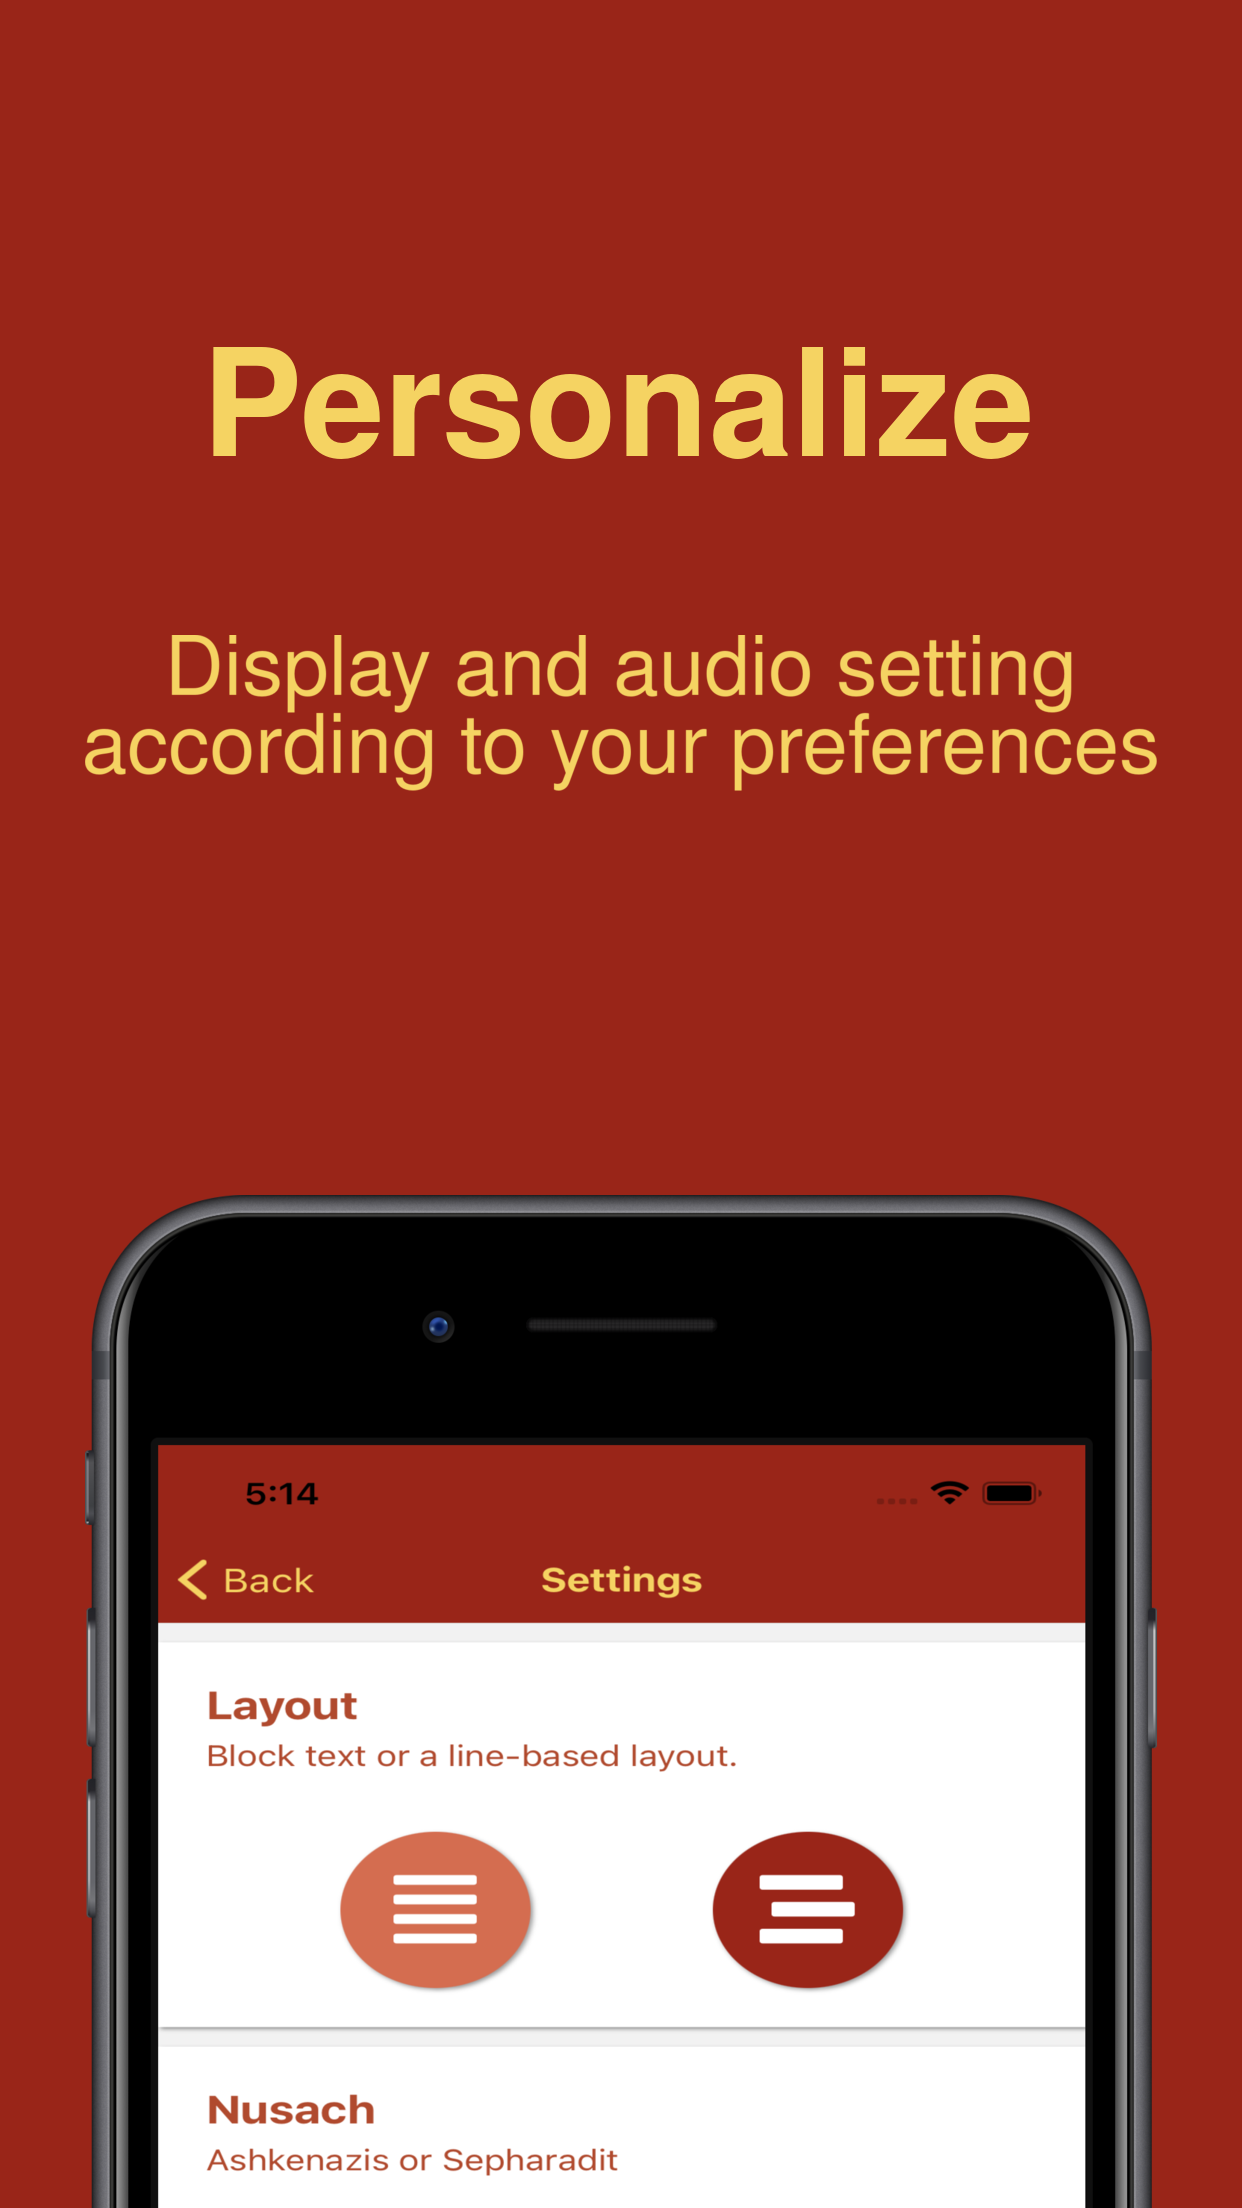 Personalize
Display and audio setting
according to your preferences
5:14
Back
Settings
Layout
Block text or a line-based layout.
Nusach
Ashkenazis or Sepharadit